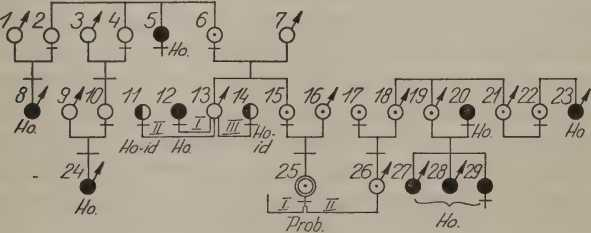 1 2 3 4 5 6 7
Ho.
8 9 10 11 12 13 14 15 16 17 18 19 20 21 22 23
Ho. II I III Ho. Ho
Ho-id Ho. Ho-id
24 25 26 27 28 29
Ho. I II Ho.
Prob.